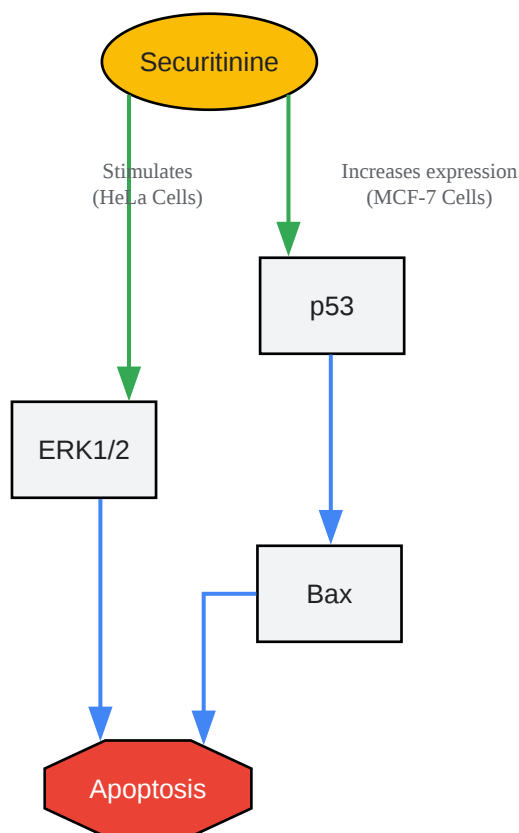 Securitinine
Stimulates
(HeLa Cells)
Increases expression
(MCF-7 Cells)
p53
ERK1/2
Bax
Apoptosis